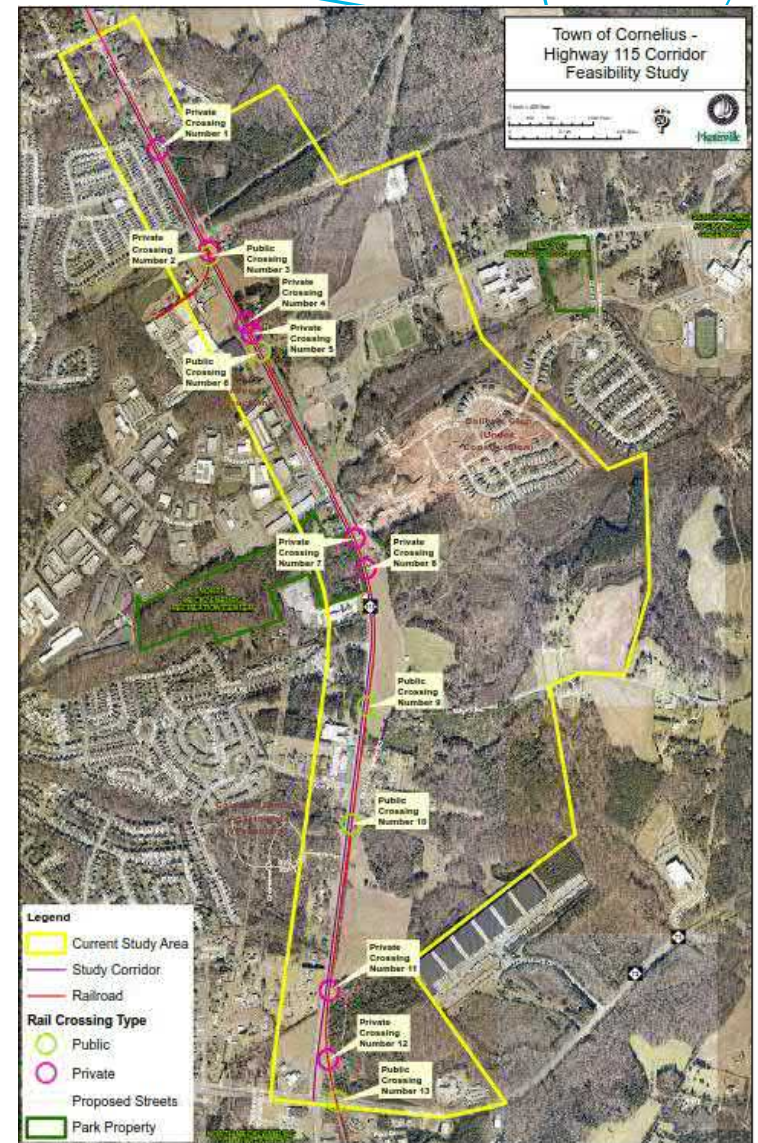 Town of Cornelius -
Highway 115 Corridor
Feasibility Study
Private
Crossing
Number 1
Private
Crossing
Number 2
Public
Crossing
Number 3
Private
Crossing
Number 4
Private
Crossing
Number 5
Public
Crossing
Number 6
(Under
Private
Crossing
Number 7
Private
Crossing
Number 8
RECREATION CENTER
Public
Crossing
Number 9
Public
Crossing
Number 10
Private
Crossing
Number 11
Private
Crossing
Number 12
Public
Crossing
Number 13
Legend
Current Study Area
Study Corridor
Railroad
Rail Crossing Type
Public
Private
Proposed Streets
Park Property